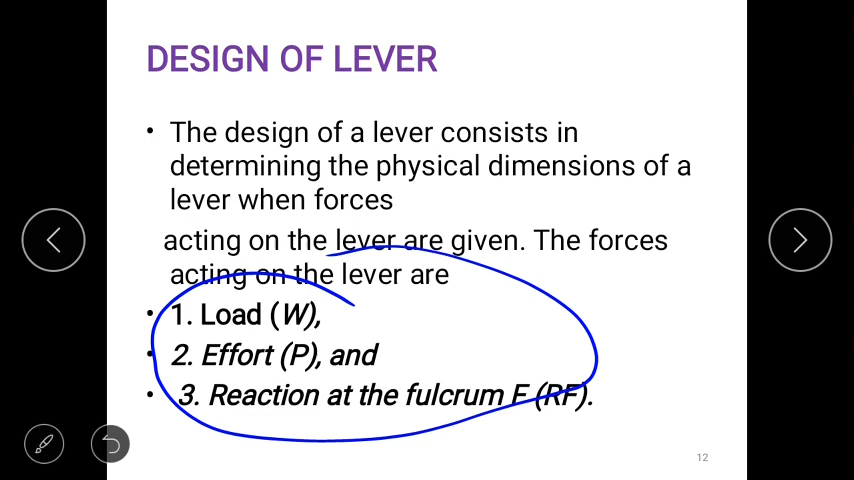 DESIGN OF LEVER
• The design of a lever consists in
determining the physical dimensions of a
lever when forces
acting on the lever are given. The forces
acting on the lever are
• 1. Load (W),
• 2. Effort (P), and
• 3. Reaction at the fulcrum F (RF).
12